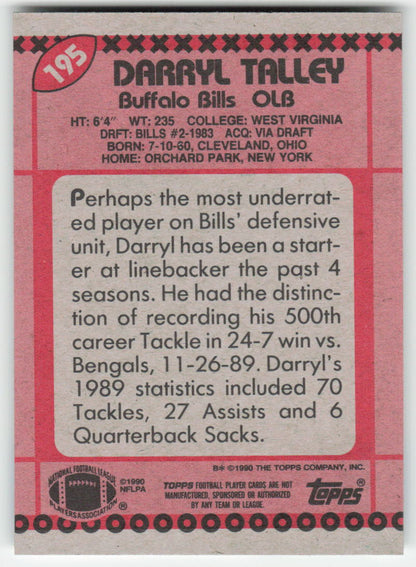 195
DARRYL TALLEY
Buffalo Bills OLB
HT: 6'4" WT: 235 COLLEGE: WEST VIRGINIA
DRFT: BILLS #2-1983 ACQ: VIA DRAFT
BORN: 7-10-60, CLEVELAND, OHIO
HOME: ORCHARD PARK, NEW YORK
Perhaps the most underrat-
ed player on Bills' defensive
unit, Darryl has been a start-
er at linebacker the past 4
seasons. He had the distinc-
tion of recording his 500th
career Tackle in 24-7 win vs.
Bengals, 11-26-89. Darryl's
1989 statistics included 70
Tackles, 27 Assists and 6
Quarterback Sacks.
B* ©1990 THE TOPPS COMPANY, INC.
NATIONAL FOOTBALL LEAGUE
PLAYERS ASSOCIATION
©1990
NFLPA
TOPPS FOOTBALL PLAYER CARDS ARE NOT
MANUFACTURED, SPONSORED OR AUTHORIZED
BY ANY TEAM OR LEAGUE.
topps